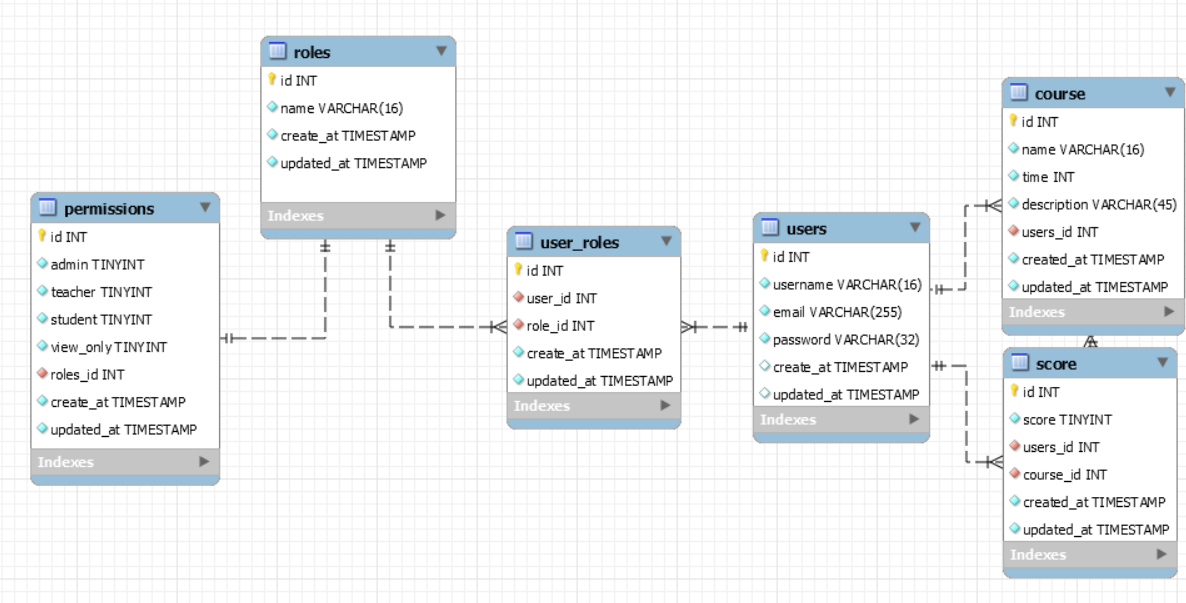 roles
id INT
name VARCHAR(16)
create_at TIMESTAMP
updated_at TIMESTAMP
Indexes
permissions
id INT
admin TINYINT
teacher TINYINT
student TINYINT
view_only TINYINT
roles_id INT
create_at TIMESTAMP
updated_at TIMESTAMP
Indexes
user_roles
id INT
user_id INT
role_id INT
create_at TIMESTAMP
updated_at TIMESTAMP
Indexes
users
id INT
username VARCHAR(16)
email VARCHAR(255)
password VARCHAR(32)
create_at TIMESTAMP
updated_at TIMESTAMP
Indexes
course
id INT
name VARCHAR(16)
time INT
description VARCHAR(45)
users_id INT
created_at TIMESTAMP
updated_at TIMESTAMP
Indexes
score
id INT
score TINYINT
users_id INT
course_id INT
created_at TIMESTAMP
updated_at TIMESTAMP
Indexes